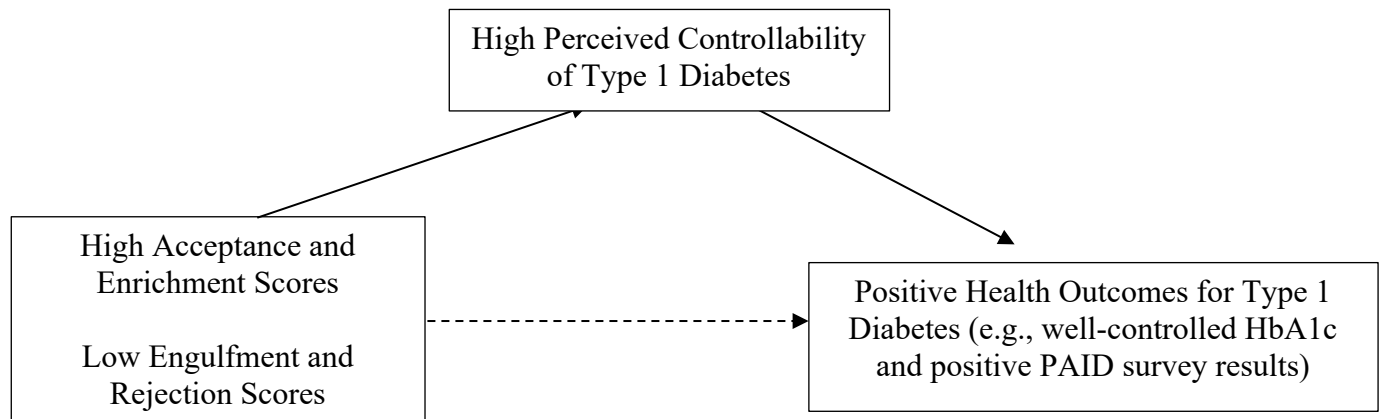 High Perceived Controllability
of Type 1 Diabetes
High Acceptance and
Enrichment Scores
Low Engulfment and
Rejection Scores
Positive Health Outcomes for Type 1
Diabetes (e.g., well-controlled HbA1c
and positive PAID survey results)